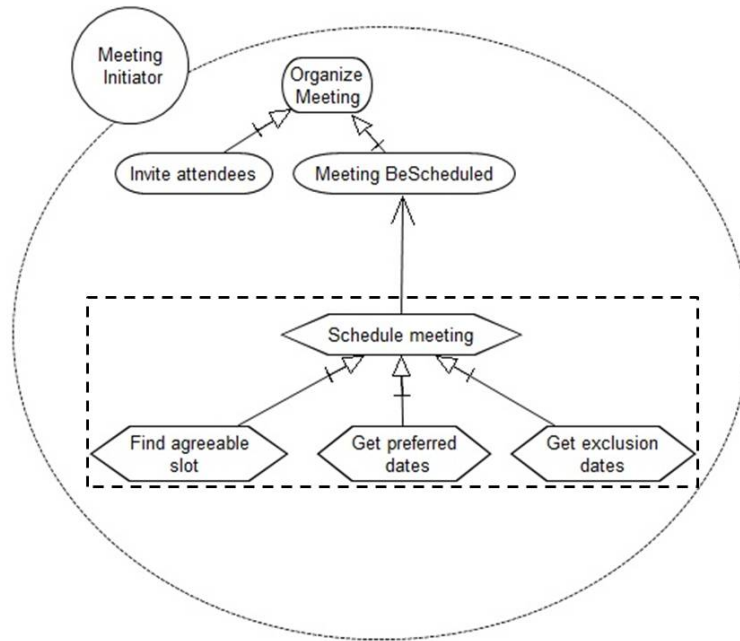 Meeting
Initiator
Organize
Meeting
Invite attendees
Meeting BeScheduled
Schedule meeting
Find agreeable
slot
Get preferred
dates
Get exclusion
dates